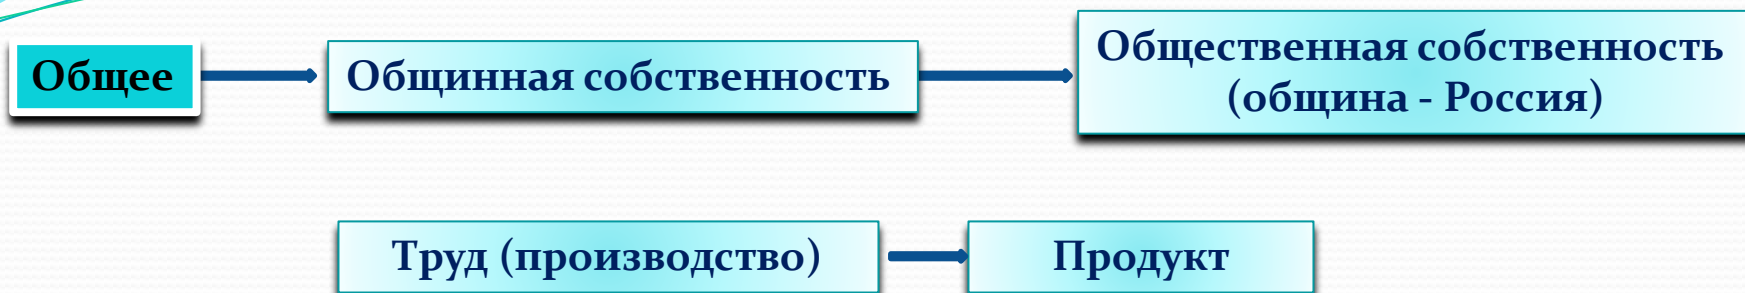 Общее
Общинная собственность
Общественная собственность
(община - Россия)
Труд (производство)
Продукт